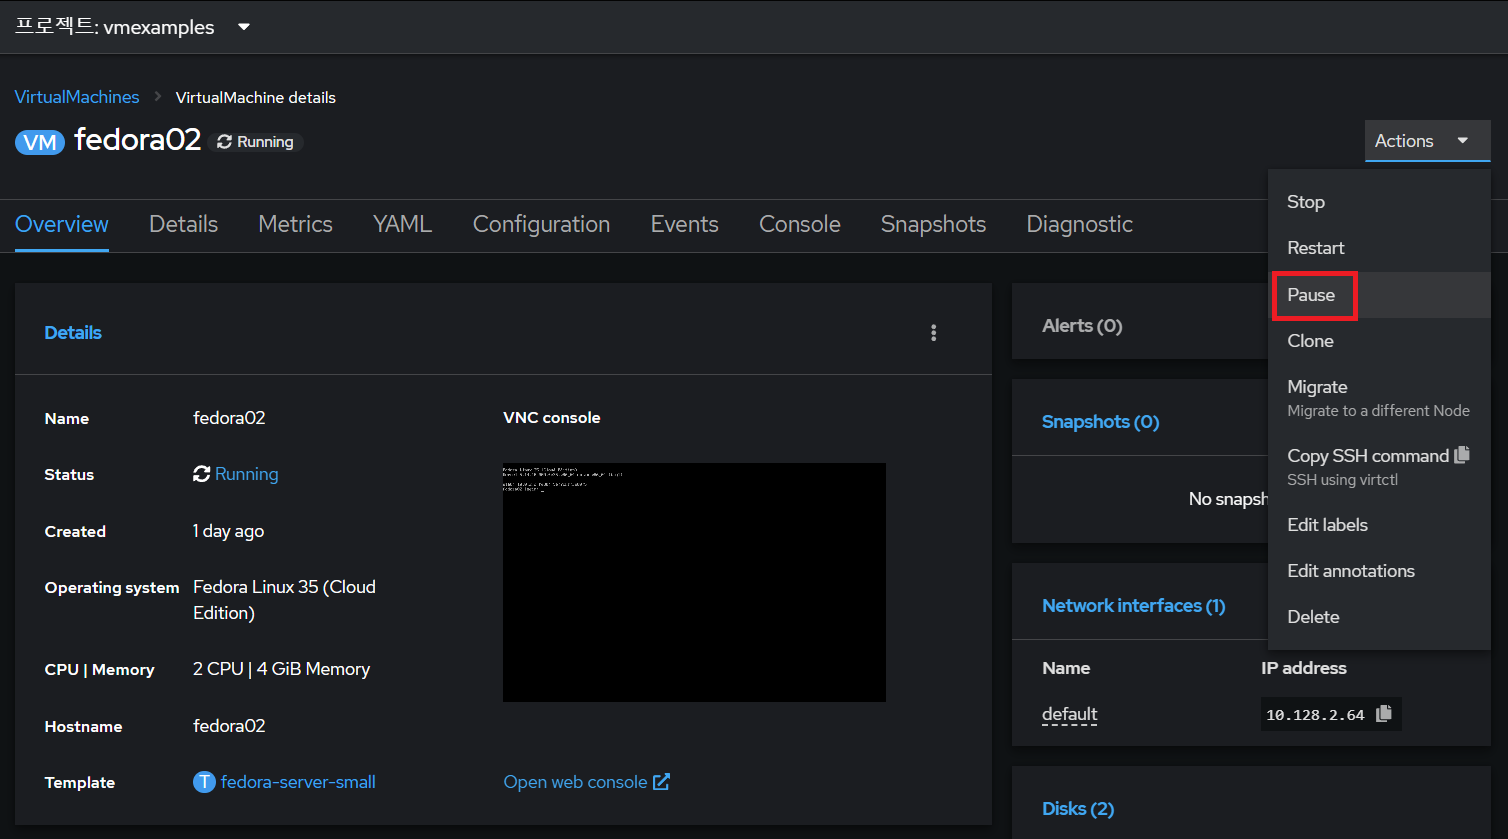 프로젝트: vmexamples
VirtualMachines > VirtualMachine details
VM fedora02 Running
Actions
Overview Details Metrics YAML Configuration Events Console Snapshots Diagnostic
Stop
Restart
Pause
Clone
Migrate
Migrate to a different Node
Copy SSH command
SSH using virtctl
Edit labels
Edit annotations
Delete
Details
Name fedora02
Status Running
Created 1 day ago
Operating system Fedora Linux 35 (Cloud
Edition)
CPU | Memory 2 CPU | 4 GiB Memory
Hostname fedora02
Template T fedora-server-small
VNC console
Open web console
Alerts (0)
Snapshots (0)
No snapsh
Network interfaces (1)
Name IP address
default 10.128.2.64
Disks (2)